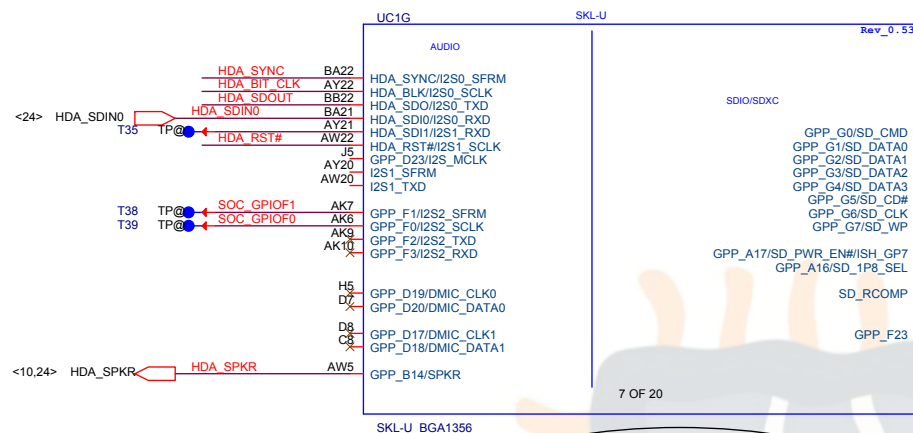 UC1G SKL-U
Rev_0.53
AUDIO
SDIO/SDXC
HDA_SYNC BA22 HDA_SYNC/I2S0_SFRM
HDA_BIT_CLK AY22 HDA_BLK/I2S0_SCLK
HDA_SDOUT BB22 HDA_SDO/I2S0_TXD
<24> HDA_SDIN0 HDA_SDIN0 BA21 HDA_SDI0/I2S0_RXD
T35 TP@ AY21 HDA_SDI1/I2S1_RXD GPP_G0/SD_CMD
HDA_RST# AW22 HDA_RST#/I2S1_SCLK GPP_G1/SD_DATA0
J5 GPP_D23/I2S_MCLK GPP_G2/SD_DATA1
AY20 I2S1_SFRM GPP_G3/SD_DATA2
AW20 I2S1_TXD GPP_G4/SD_DATA3
GPP_G5/SD_CD#
T38 TP@ SOC_GPIOF1 AK7 GPP_F1/I2S2_SFRM GPP_G6/SD_CLK
T39 TP@ SOC_GPIOF0 AK6 GPP_F0/I2S2_SCLK GPP_G7/SD_WP
AK9 GPP_F2/I2S2_TXD
AK10 GPP_F3/I2S2_RXD GPP_A17/SD_PWR_EN#/ISH_GP7
GPP_A16/SD_1P8_SEL
H5 GPP_D19/DMIC_CLK0 SD_RCOMP
D7 GPP_D20/DMIC_DATA0
D8 GPP_D17/DMIC_CLK1 GPP_F23
C8 GPP_D18/DMIC_DATA1
<10,24> HDA_SPKR HDA_SPKR AW5 GPP_B14/SPKR
7 OF 20
SKL-U_BGA1356